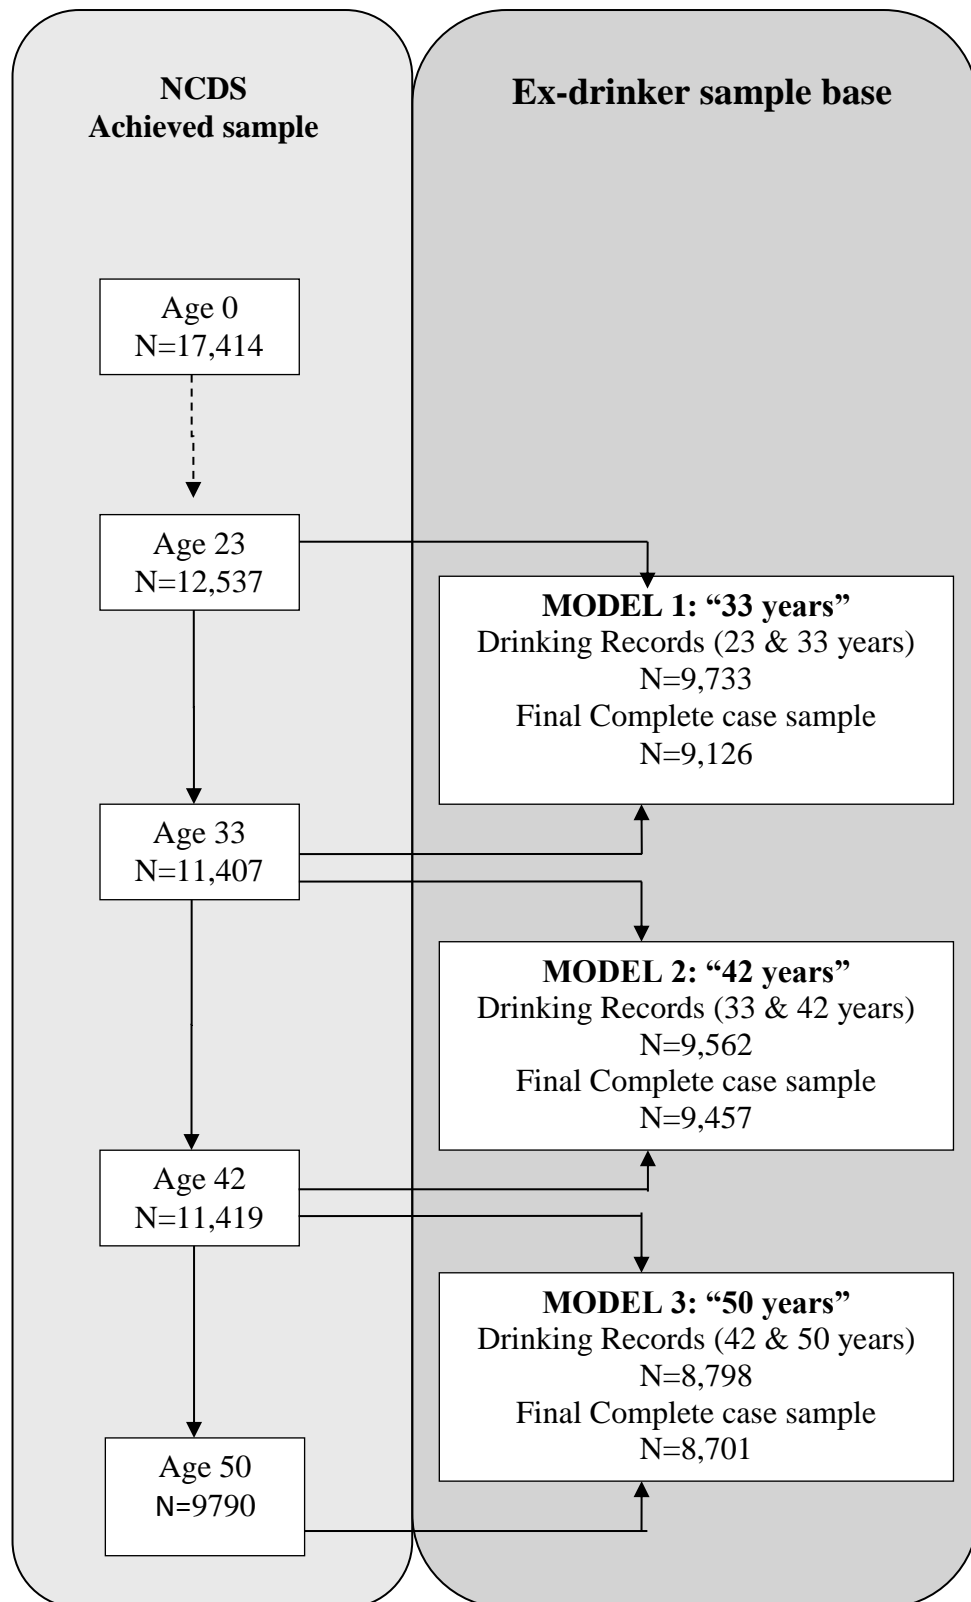 NCDS
Achieved sample
Ex-drinker sample base
Age 0
N=17,414
Age 23
N=12,537
MODEL 1: “33 years”
Drinking Records (23 & 33 years)
N=9,733
Final Complete case sample
N=9,126
Age 33
N=11,407
MODEL 2: “42 years”
Drinking Records (33 & 42 years)
N=9,562
Final Complete case sample
N=9,457
Age 42
N=11,419
MODEL 3: “50 years”
Drinking Records (42 & 50 years)
N=8,798
Final Complete case sample
N=8,701
Age 50
N=9790